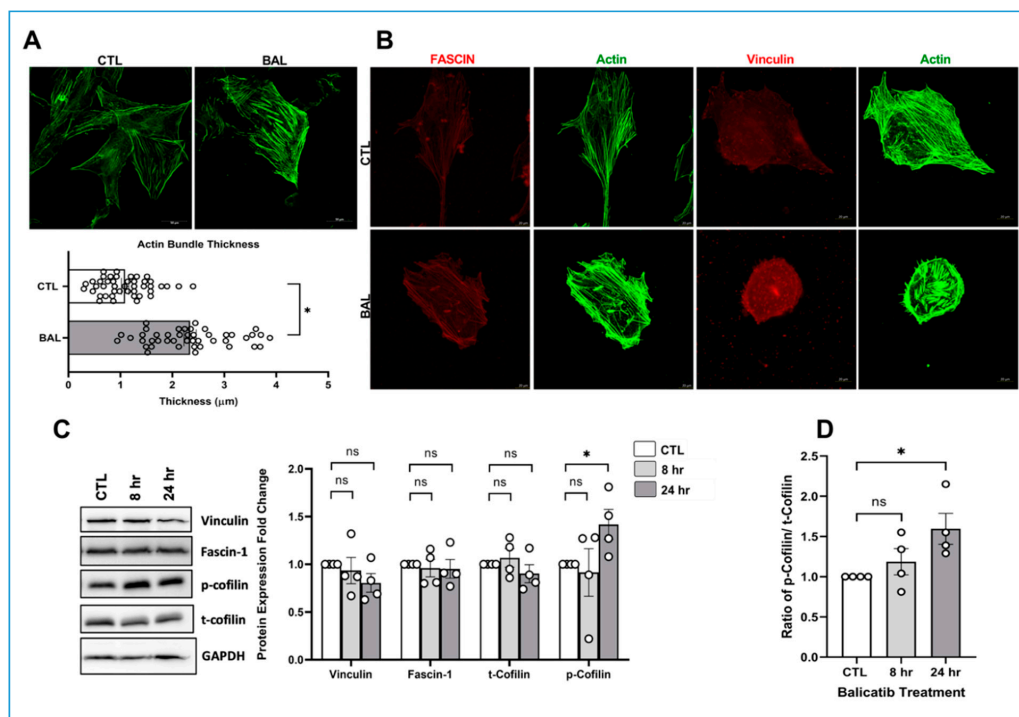 A
CTL BAL
Actin Bundle Thickness
CTL
BAL
*
0 1 2 3 4 5
Thickness (μm)
B
FASCIN Actin Vinculin Actin
CTL
BAL
C
CTL 8 hr 24 hr
Vinculin
Fascin-1
p-cofilin
t-cofilin
GAPDH
Protein Expression Fold Change
2.0
1.5
1.0
0.5
0.0
ns ns ns *
ns ns ns ns
CTL
8 hr
24 hr
Vinculin Fascin-1 t-Cofilin p-Cofilin
D
Ratio of p-Cofilin/ t-Cofilin
2.5
2.0
1.5
1.0
0.5
0.0
*
ns
CTL 8 hr 24 hr
Balicatib Treatment